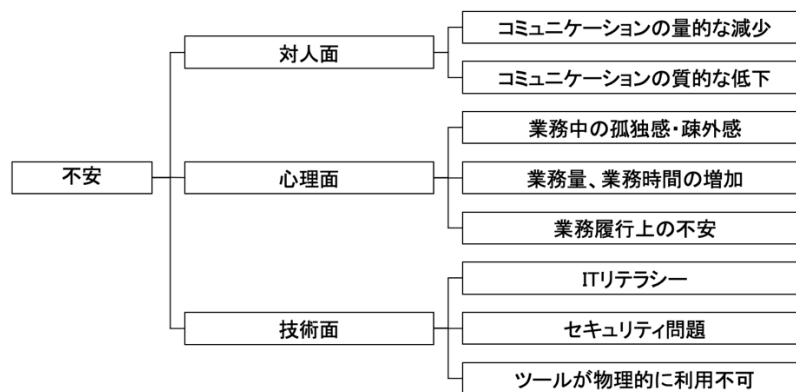 不安
対人面
コミュニケーションの量的な減少
コミュニケーションの質的な低下
心理面
業務中の孤独感・疎外感
業務量、業務時間の増加
業務履行上の不安
技術面
ITリテラシー
セキュリティ問題
ツールが物理的に利用不可